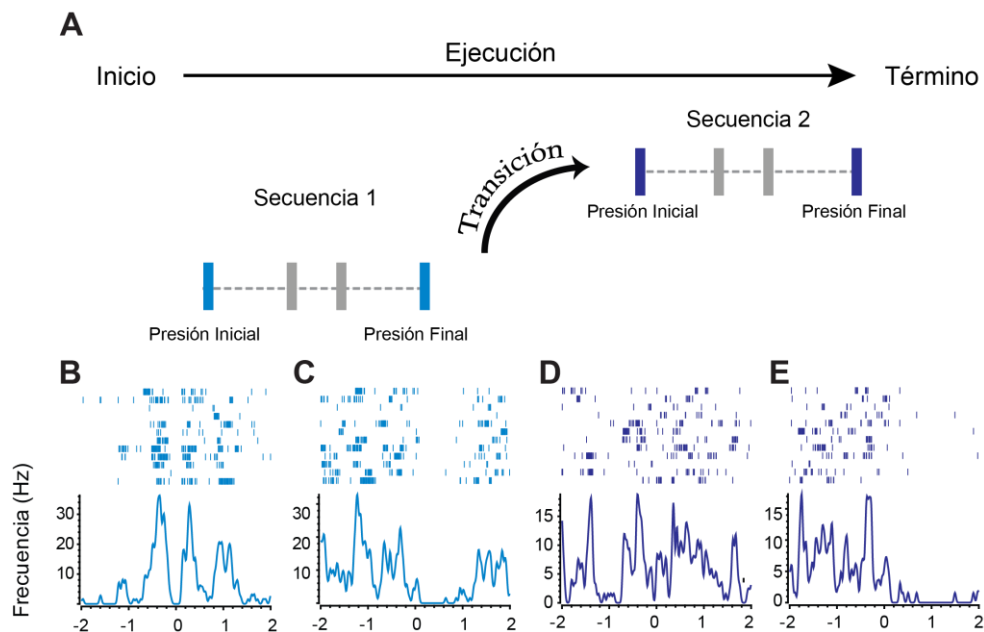 A
Ejecución
Inicio
Término
Secuencia 2
Transición
Presión Inicial
Presión Final
Secuencia 1
Presión Inicial
Presión Final
B
C
D
E
Frecuencia (Hz)
30
20
10
-2 -1 0 1 2
30
20
10
-2 -1 0 1 2
15
10
5
0
-2 -1 0 1 2
15
10
5
0
-2 -1 0 1 2